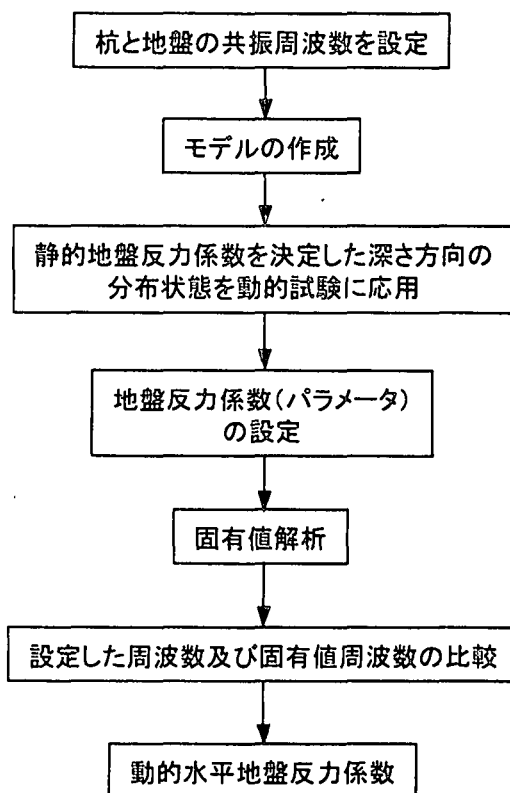 杭と地盤の共振周波数を設定
モデルの作成
静的地盤反力係数を決定した深さ方向の
分布状態を動的試験に応用
地盤反力係数(パラメータ)
の設定
固有値解析
設定した周波数及び固有値周波数の比較
動的水平地盤反力係数